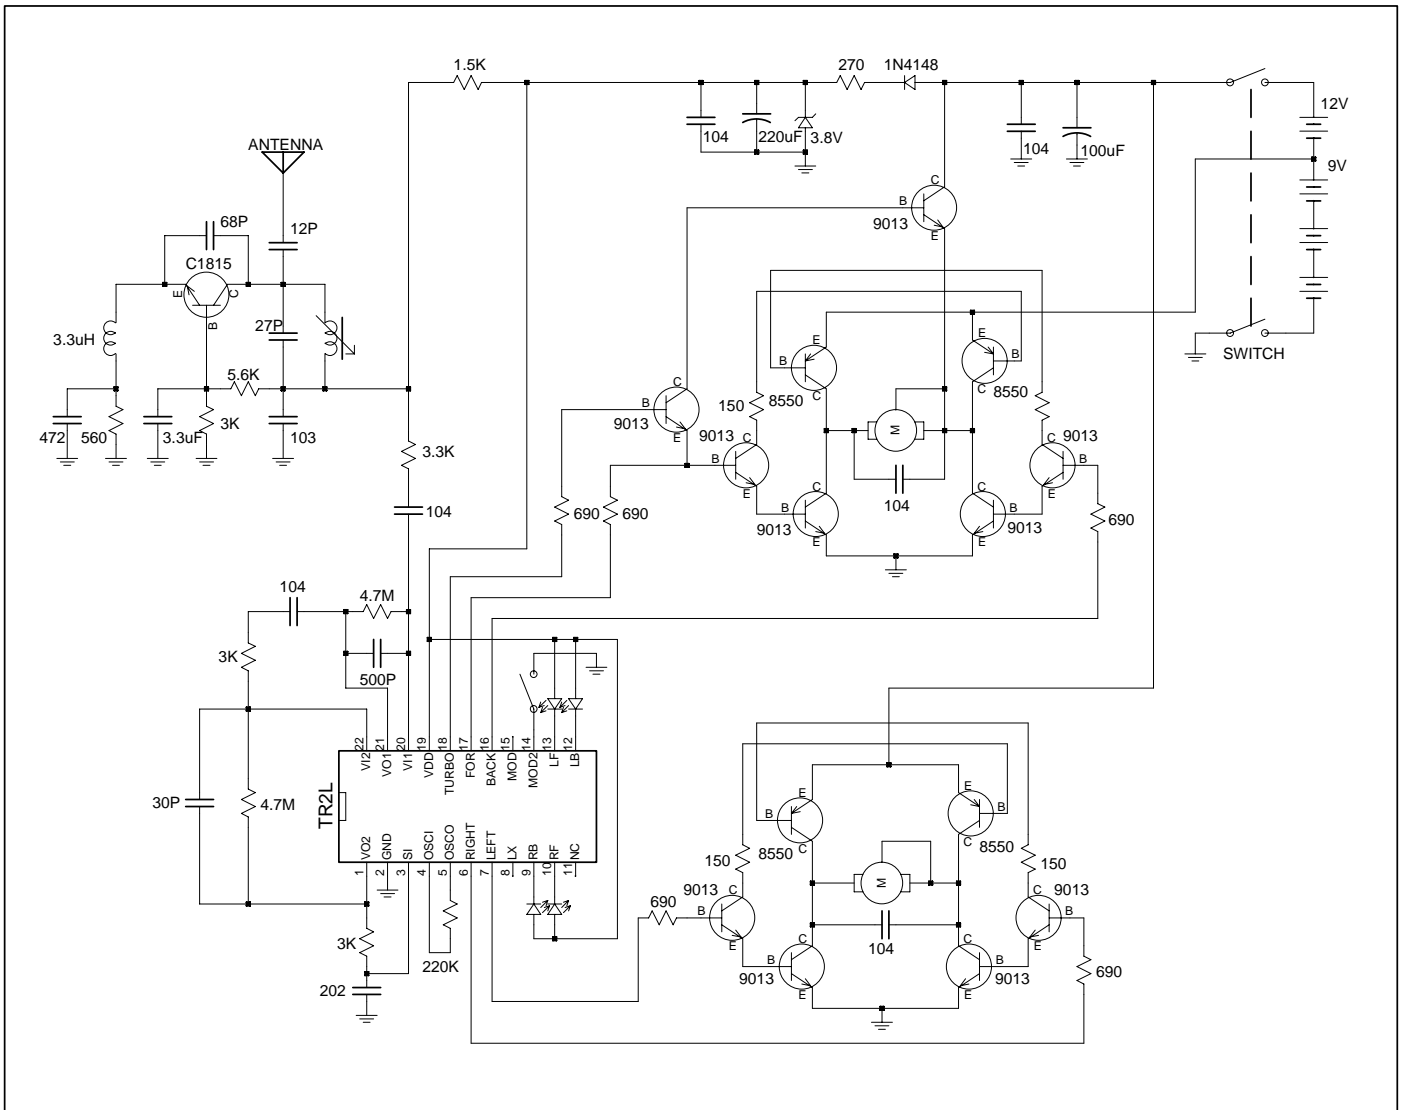 1.5K
270
1N4148
12V
104
220uF
3.8V
104
100uF
9V
ANTENNA
C
B
9013
E
68P
12P
C1815
E
C
B
27P
3.3uH
5.6K
SWITCH
E
B
C
8550
E
B
C
8550
472
560
3.3uF
3K
103
C
B
9013
E
150
M
9013
C
B
E
C
9013
B
E
3.3K
104
104
C
B
9013
E
C
B
9013
E
690
690
690
104
4.7M
3K
500P
30P
4.7M
TR2L
22
21
20
19
18
17
16
15
14
13
12
VI2
VO1
VI1
VDD
TURBO
FOR
BACK
MOD
MOD2
LF
LB
VO2
GND
SI
OSCI
OSCO
RIGHT
LEFT
LX
RB
RF
NC
1
2
3
4
5
6
7
8
9
10
11
E
B
C
8550
E
B
C
8550
150
150
M
9013
C
B
E
9013
C
B
E
690
104
3K
220K
202
C
B
9013
E
C
B
9013
E
690